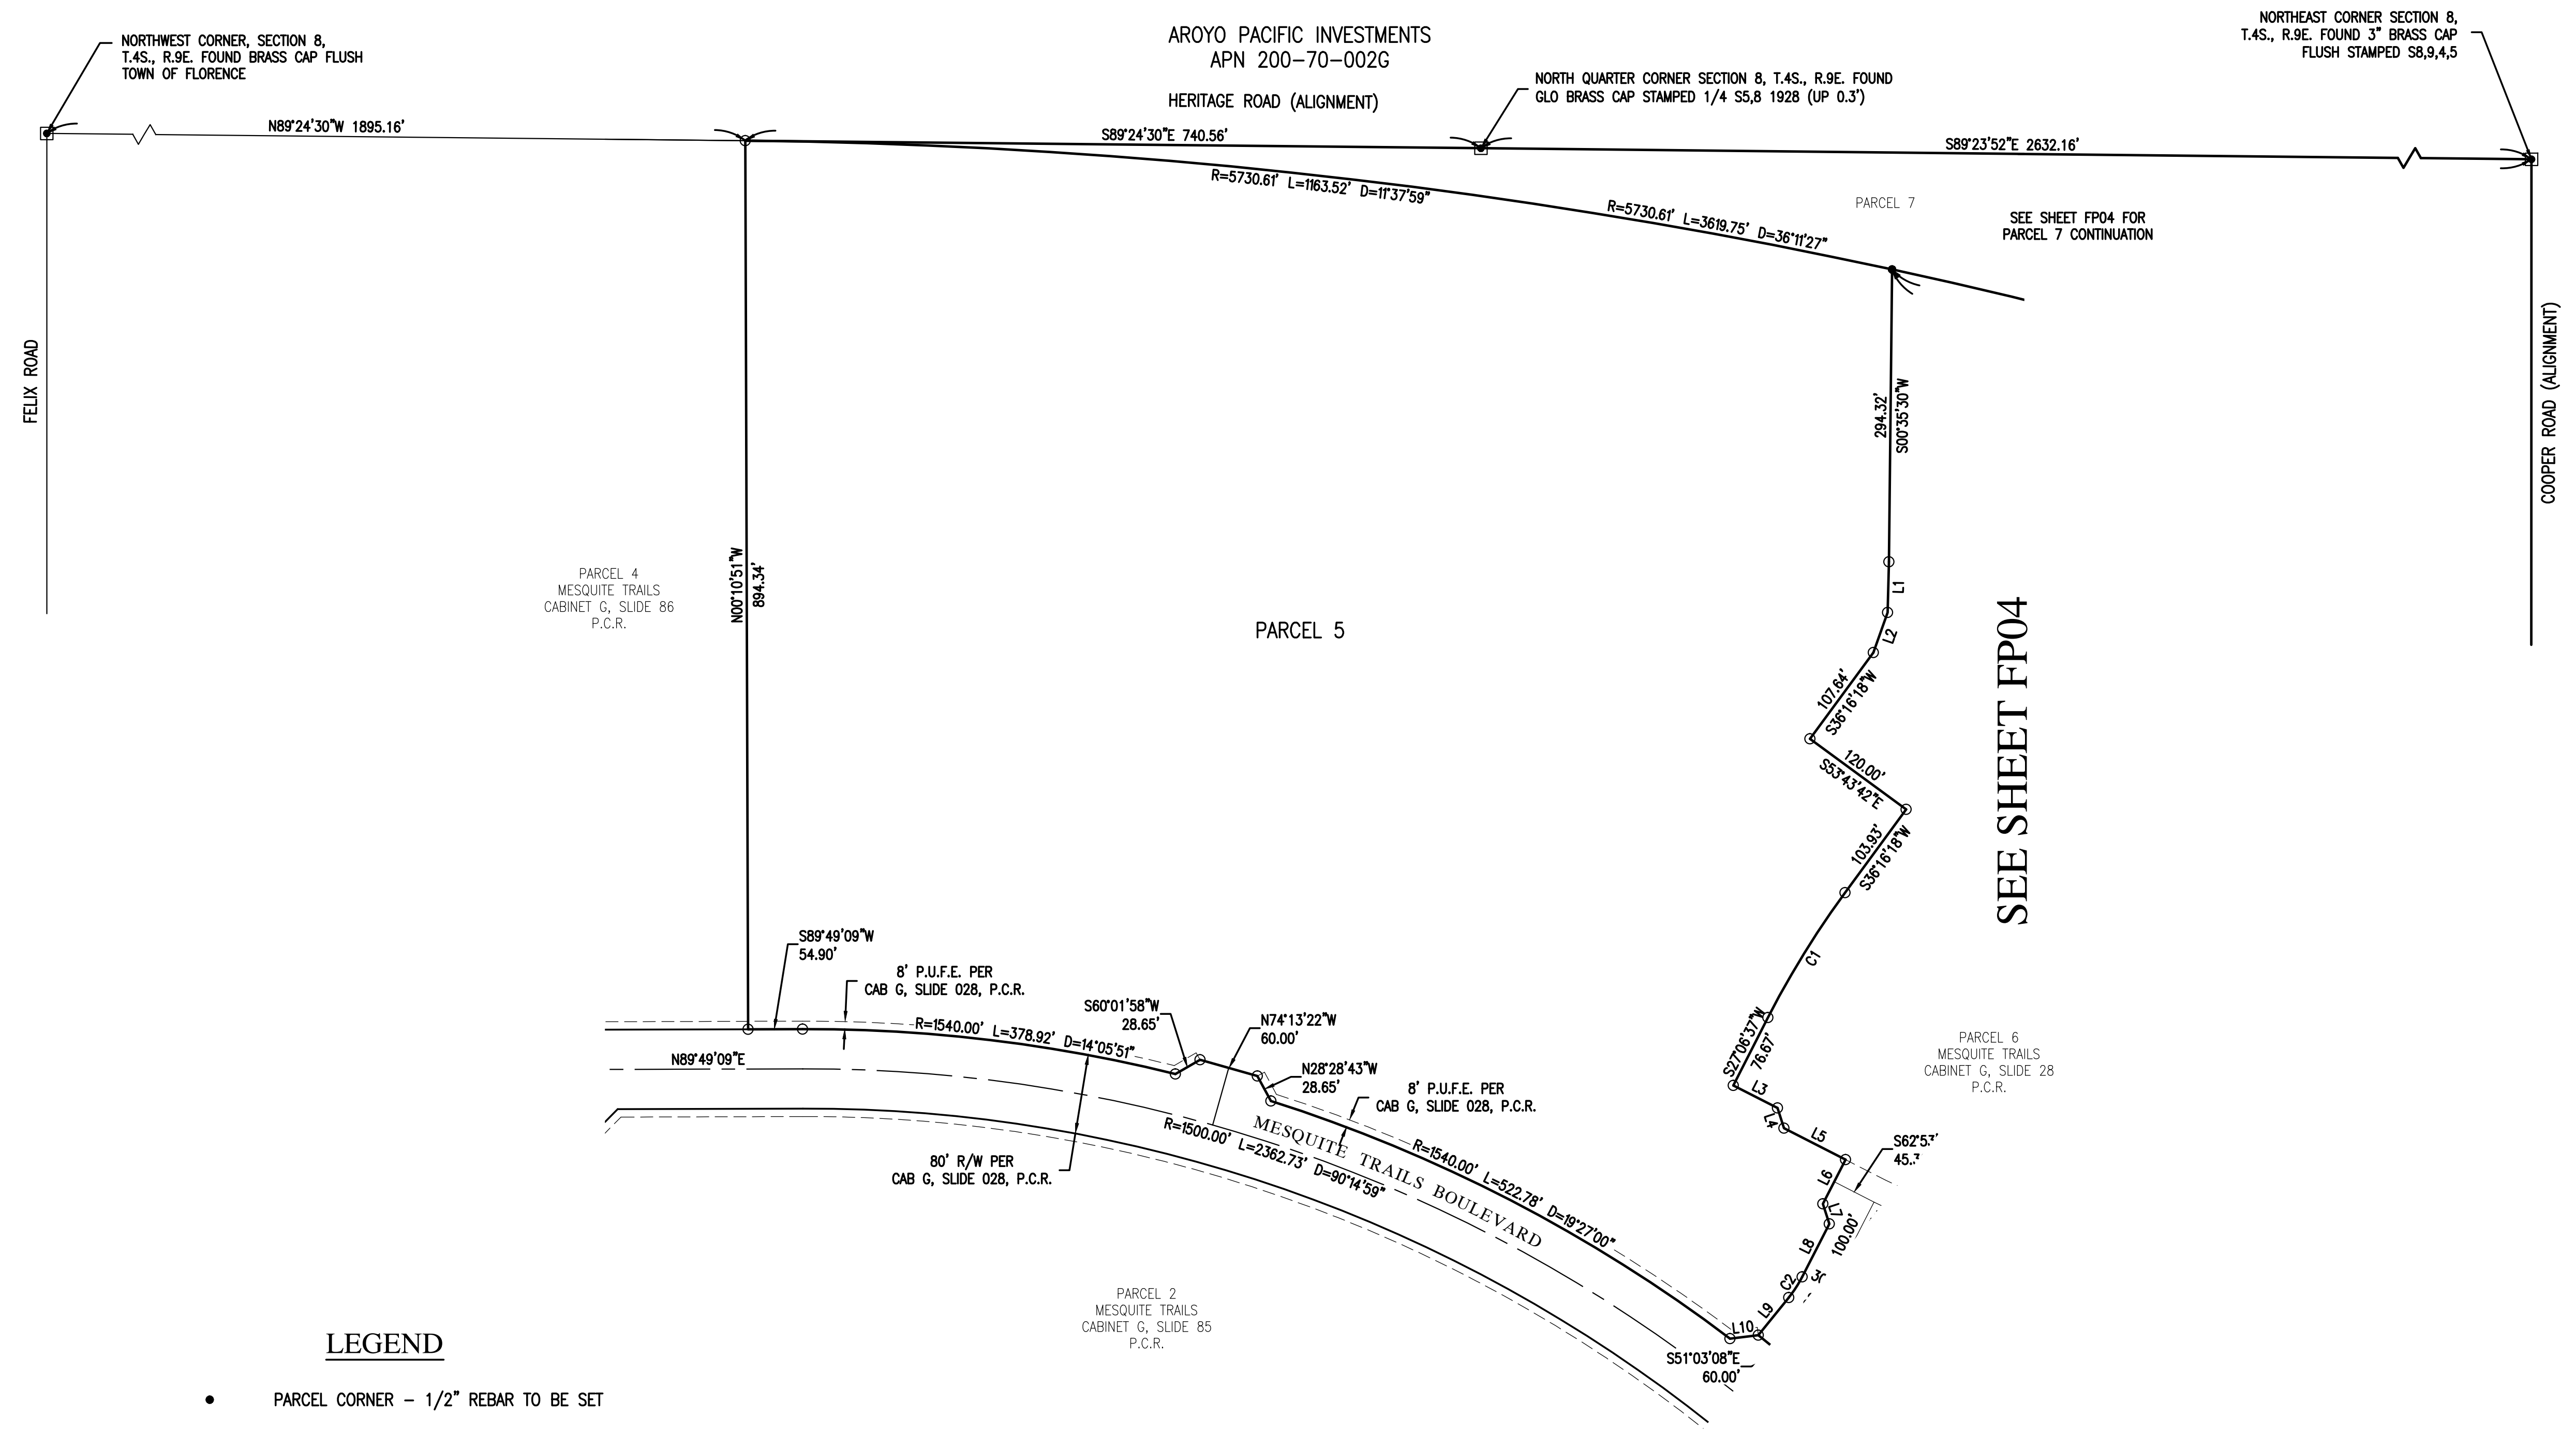 AROYO PACIFIC INVESTMENTS
APN 200-70-002G
HERITAGE ROAD (ALIGNMENT)
NORTHWEST CORNER, SECTION 8,
T.4S., R.9E. FOUND BRASS CAP FLUSH
TOWN OF FLORENCE
NORTH QUARTER CORNER SECTION 8, T.4S., R.9E. FOUND
GLO BRASS CAP STAMPED 1/4 S5,8 1928 (UP 0.3')
NORTHEAST CORNER SECTION 8,
T.4S., R.9E. FOUND 3" BRASS CAP
FLUSH STAMPED S8,9,4,5
N89°24'30"W 1895.16'
S89°24'30"E 740.56'
S89°23'52"E 2632.16'
R=5730.61' L=1163.52' D=11°37'59"
R=5730.61' L=3619.75' D=36°11'27"
PARCEL 7
SEE SHEET FP04 FOR
PARCEL 7 CONTINUATION
FELIX ROAD
COOPER ROAD (ALIGNMENT)
294.32'
S00°35'30"W
PARCEL 4
MESQUITE TRAILS
CABINET G, SLIDE 86
P.C.R.
N00°10'51"W
894.34'
PARCEL 5
L1
L2
107.64'
S36°16'18"W
120.00'
S53°43'42"E
103.93'
S36°16'18"W
SEE SHEET FP04
C1
S27°06'37"W
76.67'
S89°49'09"W
54.90'
8' P.U.F.E. PER
CAB G, SLIDE 028, P.C.R.
R=1540.00' L=378.92' D=14°05'51"
S60°01'58"W
28.65'
N74°13'22"W
60.00'
N28°28'43"W
28.65'
8' P.U.F.E. PER
CAB G, SLIDE 028, P.C.R.
N89°49'09"E
80' R/W PER
CAB G, SLIDE 028, P.C.R.
R=1500.00' L=2362.73' D=90°14'59"
MESQUITE TRAILS BOULEVARD
R=1540.00' L=522.78' D=19°27'00"
PARCEL 6
MESQUITE TRAILS
CABINET G, SLIDE 28
P.C.R.
L3
L4
L5
L6
L7
100.00'
L8
C2
L9
L10
S51°03'08"E
60.00'
PARCEL 2
MESQUITE TRAILS
CABINET G, SLIDE 85
P.C.R.
LEGEND
PARCEL CORNER - 1/2" REBAR TO BE SET